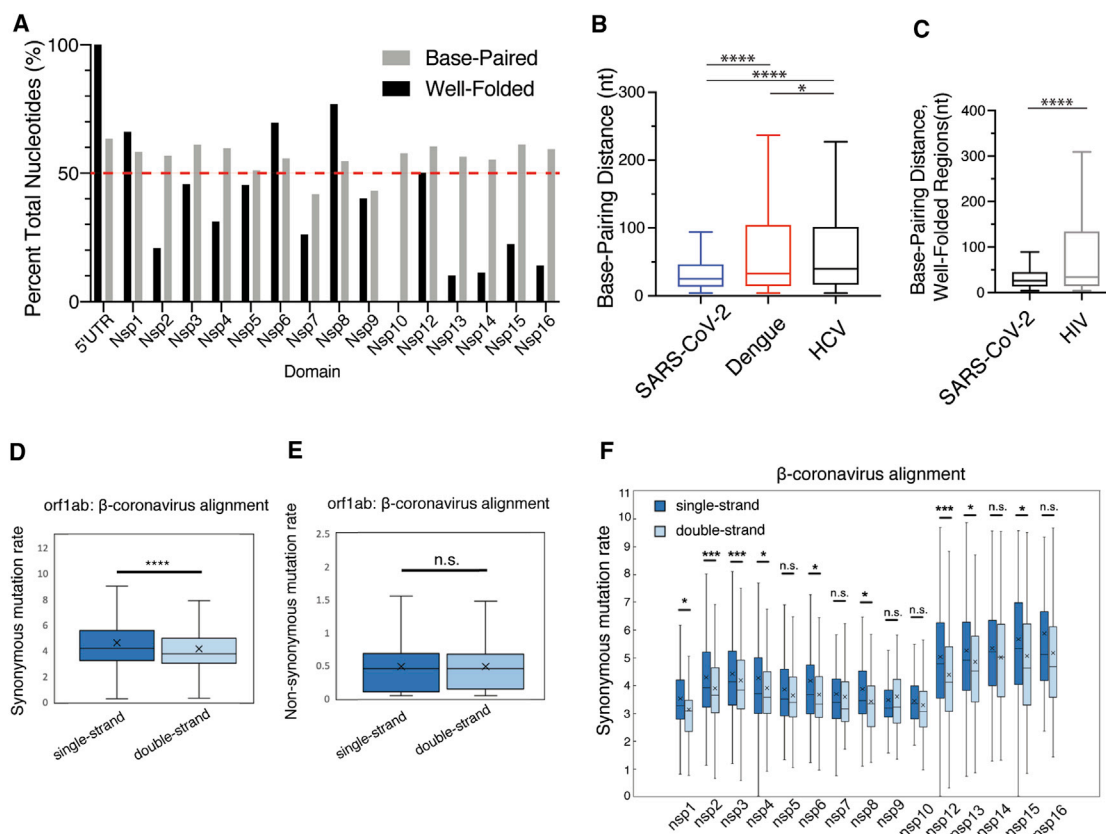 A
Percent Total Nucleotides (%)
100
50
0
Base-Paired
Well-Folded
5'UTR
Nsp1
Nsp2
Nsp3
Nsp4
Nsp5
Nsp6
Nsp7
Nsp8
Nsp9
Nsp10
Nsp12
Nsp13
Nsp14
Nsp15
Nsp16
Domain
B
Base-Pairing Distance (nt)
300
200
100
0
****
****
*
SARS-CoV-2
Dengue
HCV
C
Base-Pairing Distance,
Well-Folded Regions(nt)
400
300
200
100
50
0
****
SARS-CoV-2
HIV
D
orf1ab: β-coronavirus alignment
Synonymous mutation rate
12
10
8
6
4
2
0
****
single-strand
double-strand
E
orf1ab: β-coronavirus alignment
Non-synonymous mutation rate
2.5
2
1.5
1
0.5
0
n.s.
single-strand
double-strand
F
β-coronavirus alignment
Synonymous mutation rate
11
10
9
8
7
6
5
4
3
2
1
0
single-strand
double-strand
*
***
***
*
n.s.
*
n.s.
*
n.s.
n.s.
***
*
n.s.
*
n.s.
nsp1
nsp2
nsp3
nsp4
nsp5
nsp6
nsp7
nsp8
nsp9
nsp10
nsp12
nsp13
nsp14
nsp15
nsp16